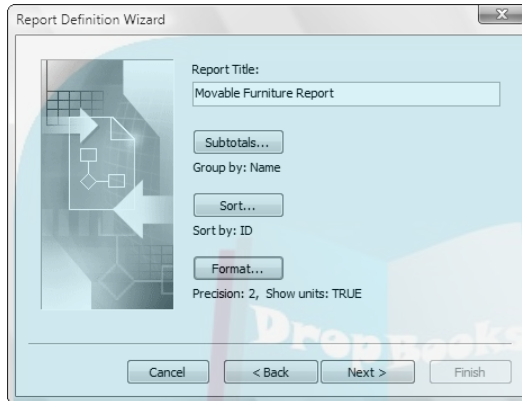 Report Definition Wizard
Report Title:
Movable Furniture Report
Subtotals...
Group by: Name
Sort...
Sort by: ID
Format...
Precision: 2, Show units: TRUE
DropBooks
Cancel
< Back
Next >
Finish